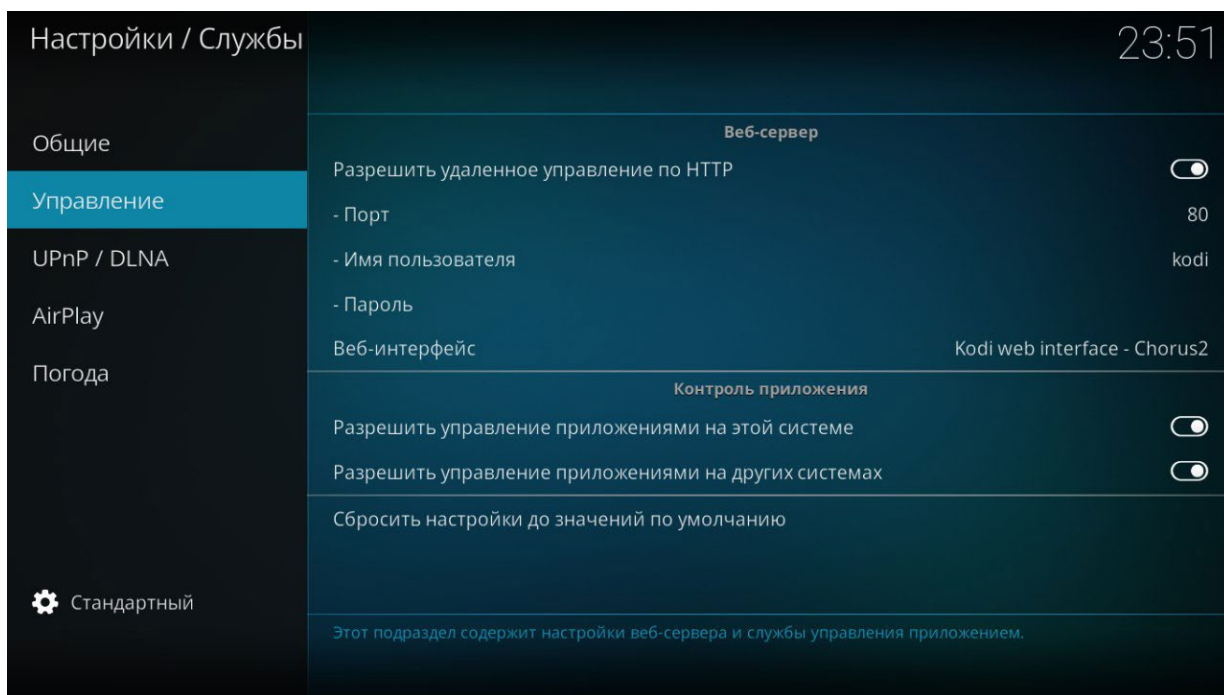 Настройки / Службы
23:51
Общие
Управление
UPnP / DLNA
AirPlay
Погода
Стандартный
Веб-сервер
Разрешить удаленное управление по HTTP
- Порт 80
- Имя пользователя kodi
- Пароль
Веб-интерфейс Kodi web interface - Chorus2
Контроль приложения
Разрешить управление приложениями на этой системе
Разрешить управление приложениями на других системах
Сбросить настройки до значений по умолчанию
Этот подраздел содержит настройки веб-сервера и службы управления приложением.